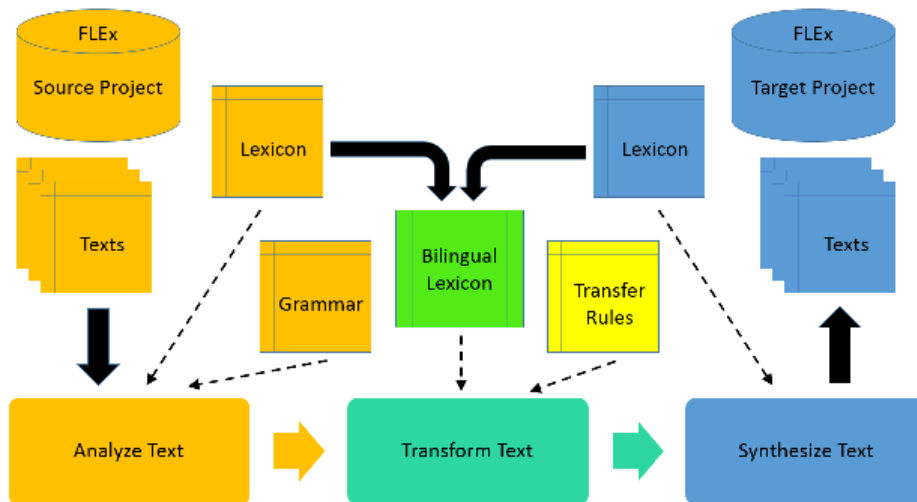 FLEx
Source Project
FLEx
Target Project
Lexicon
Lexicon
Texts
Texts
Bilingual
Lexicon
Grammar
Transfer
Rules
Analyze Text
Transform Text
Synthesize Text